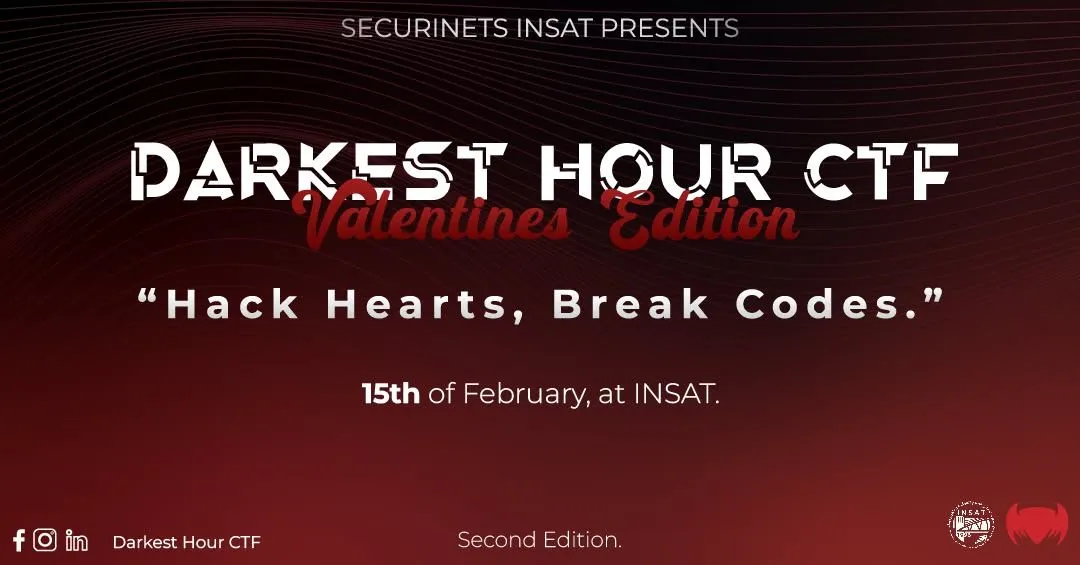 SECURINETS INSAT PRESENTS
DARKEST HOUR CTF
Valentines Edition
“Hack Hearts, Break Codes.”
15th of February, at INSAT.
Darkest Hour CTF
Second Edition.
INSAT